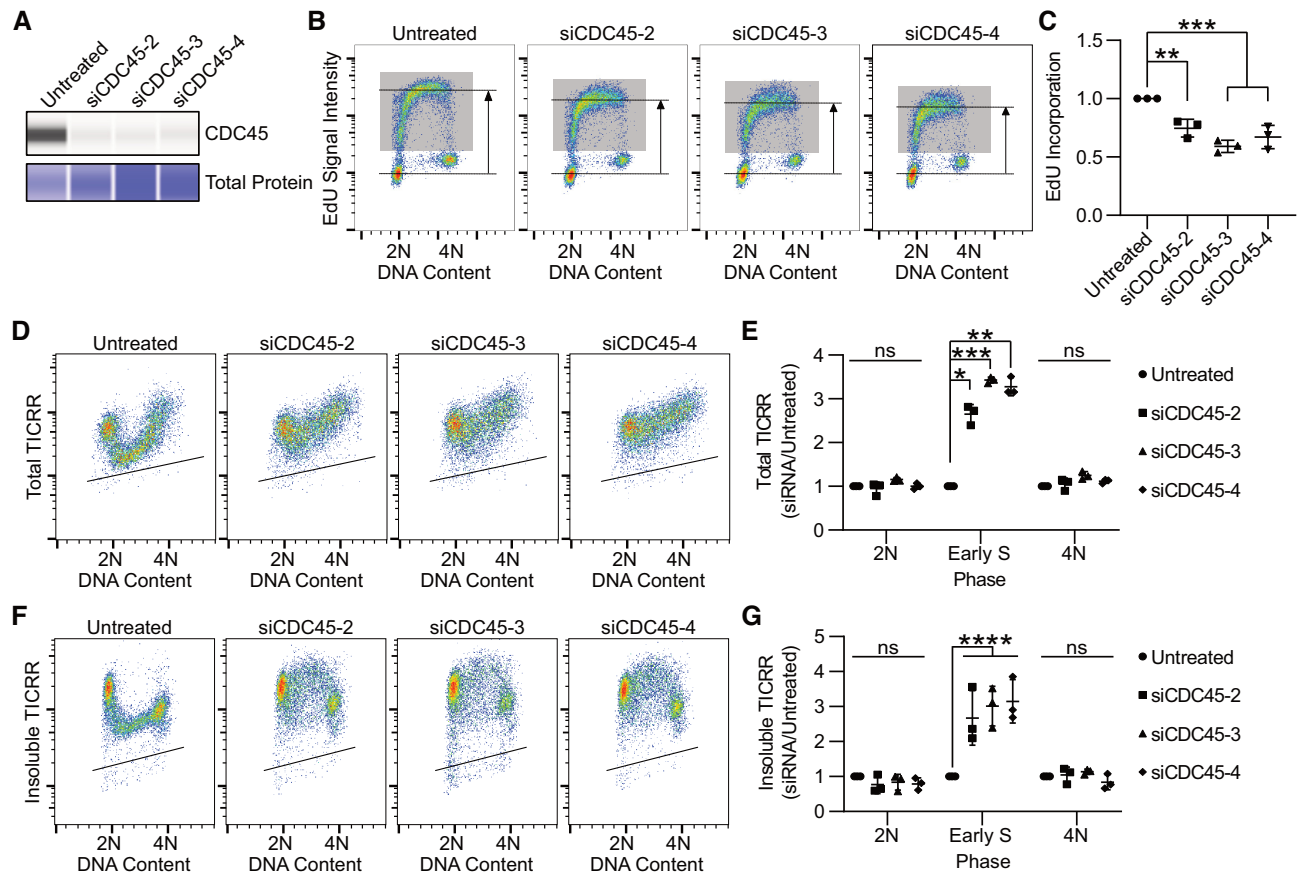 A
Untreated
siCDC45-2
siCDC45-3
siCDC45-4
CDC45
Total Protein
B
Untreated
siCDC45-2
siCDC45-3
siCDC45-4
EdU Signal Intensity
2N 4N
DNA Content
2N 4N
DNA Content
2N 4N
DNA Content
2N 4N
DNA Content
C
EdU Incorporation
1.5
1.0
0.5
0.0
**
***
Untreated
siCDC45-2
siCDC45-3
siCDC45-4
D
Untreated
siCDC45-2
siCDC45-3
siCDC45-4
Total TICRR
2N 4N
DNA Content
2N 4N
DNA Content
2N 4N
DNA Content
2N 4N
DNA Content
E
Total TICRR
(siRNA/Untreated)
4
3
2
1
0
ns
**
***
*
ns
2N
Early S
4N
Phase
Untreated
siCDC45-2
siCDC45-3
siCDC45-4
F
Untreated
siCDC45-2
siCDC45-3
siCDC45-4
Insoluble TICRR
2N 4N
DNA Content
2N 4N
DNA Content
2N 4N
DNA Content
2N 4N
DNA Content
G
Insoluble TICRR
(siRNA/Untreated)
5
4
3
2
1
0
ns
****
ns
2N
Early S
4N
Phase
Untreated
siCDC45-2
siCDC45-3
siCDC45-4